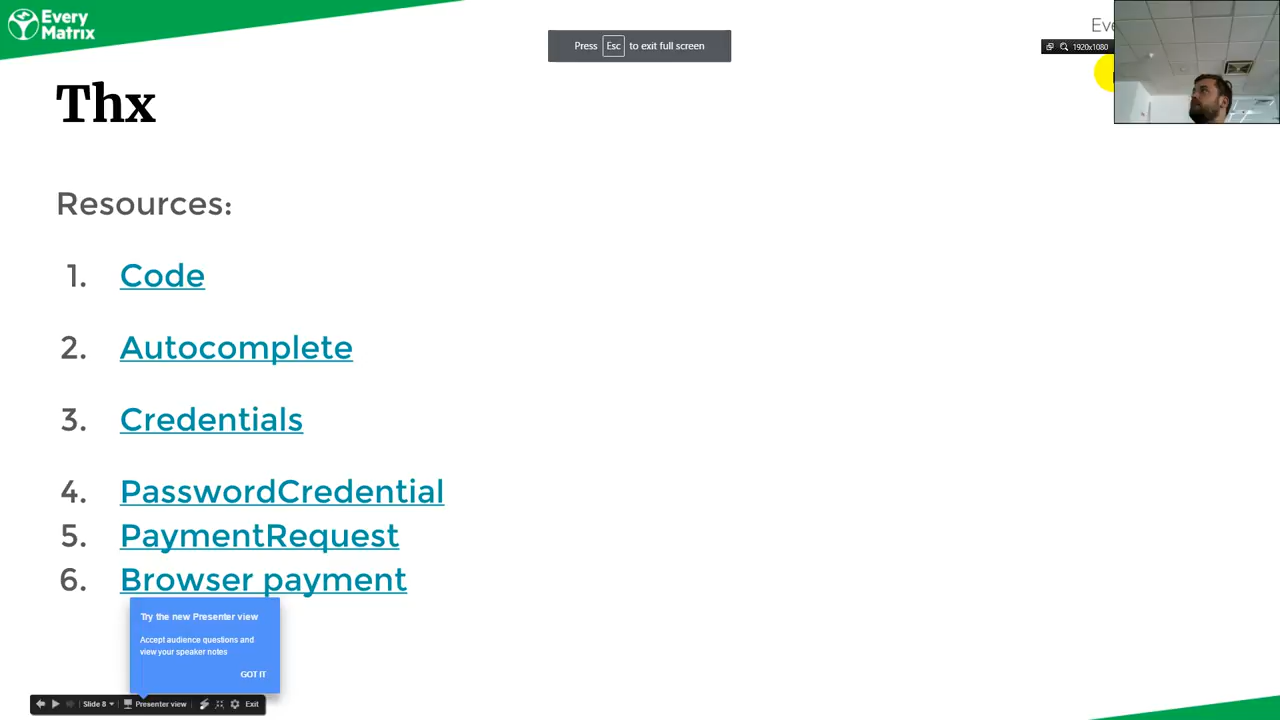 Every
Matrix
Press Esc to exit full screen
Eve
1920x1080
Thx
Resources:
1. Code
2. Autocomplete
3. Credentials
4. PasswordCredential
5. PaymentRequest
6. Browser payment
Try the new Presenter view
Accept audience questions and
view your speaker notes
GOT IT
Slide 8
Presenter view
Exit